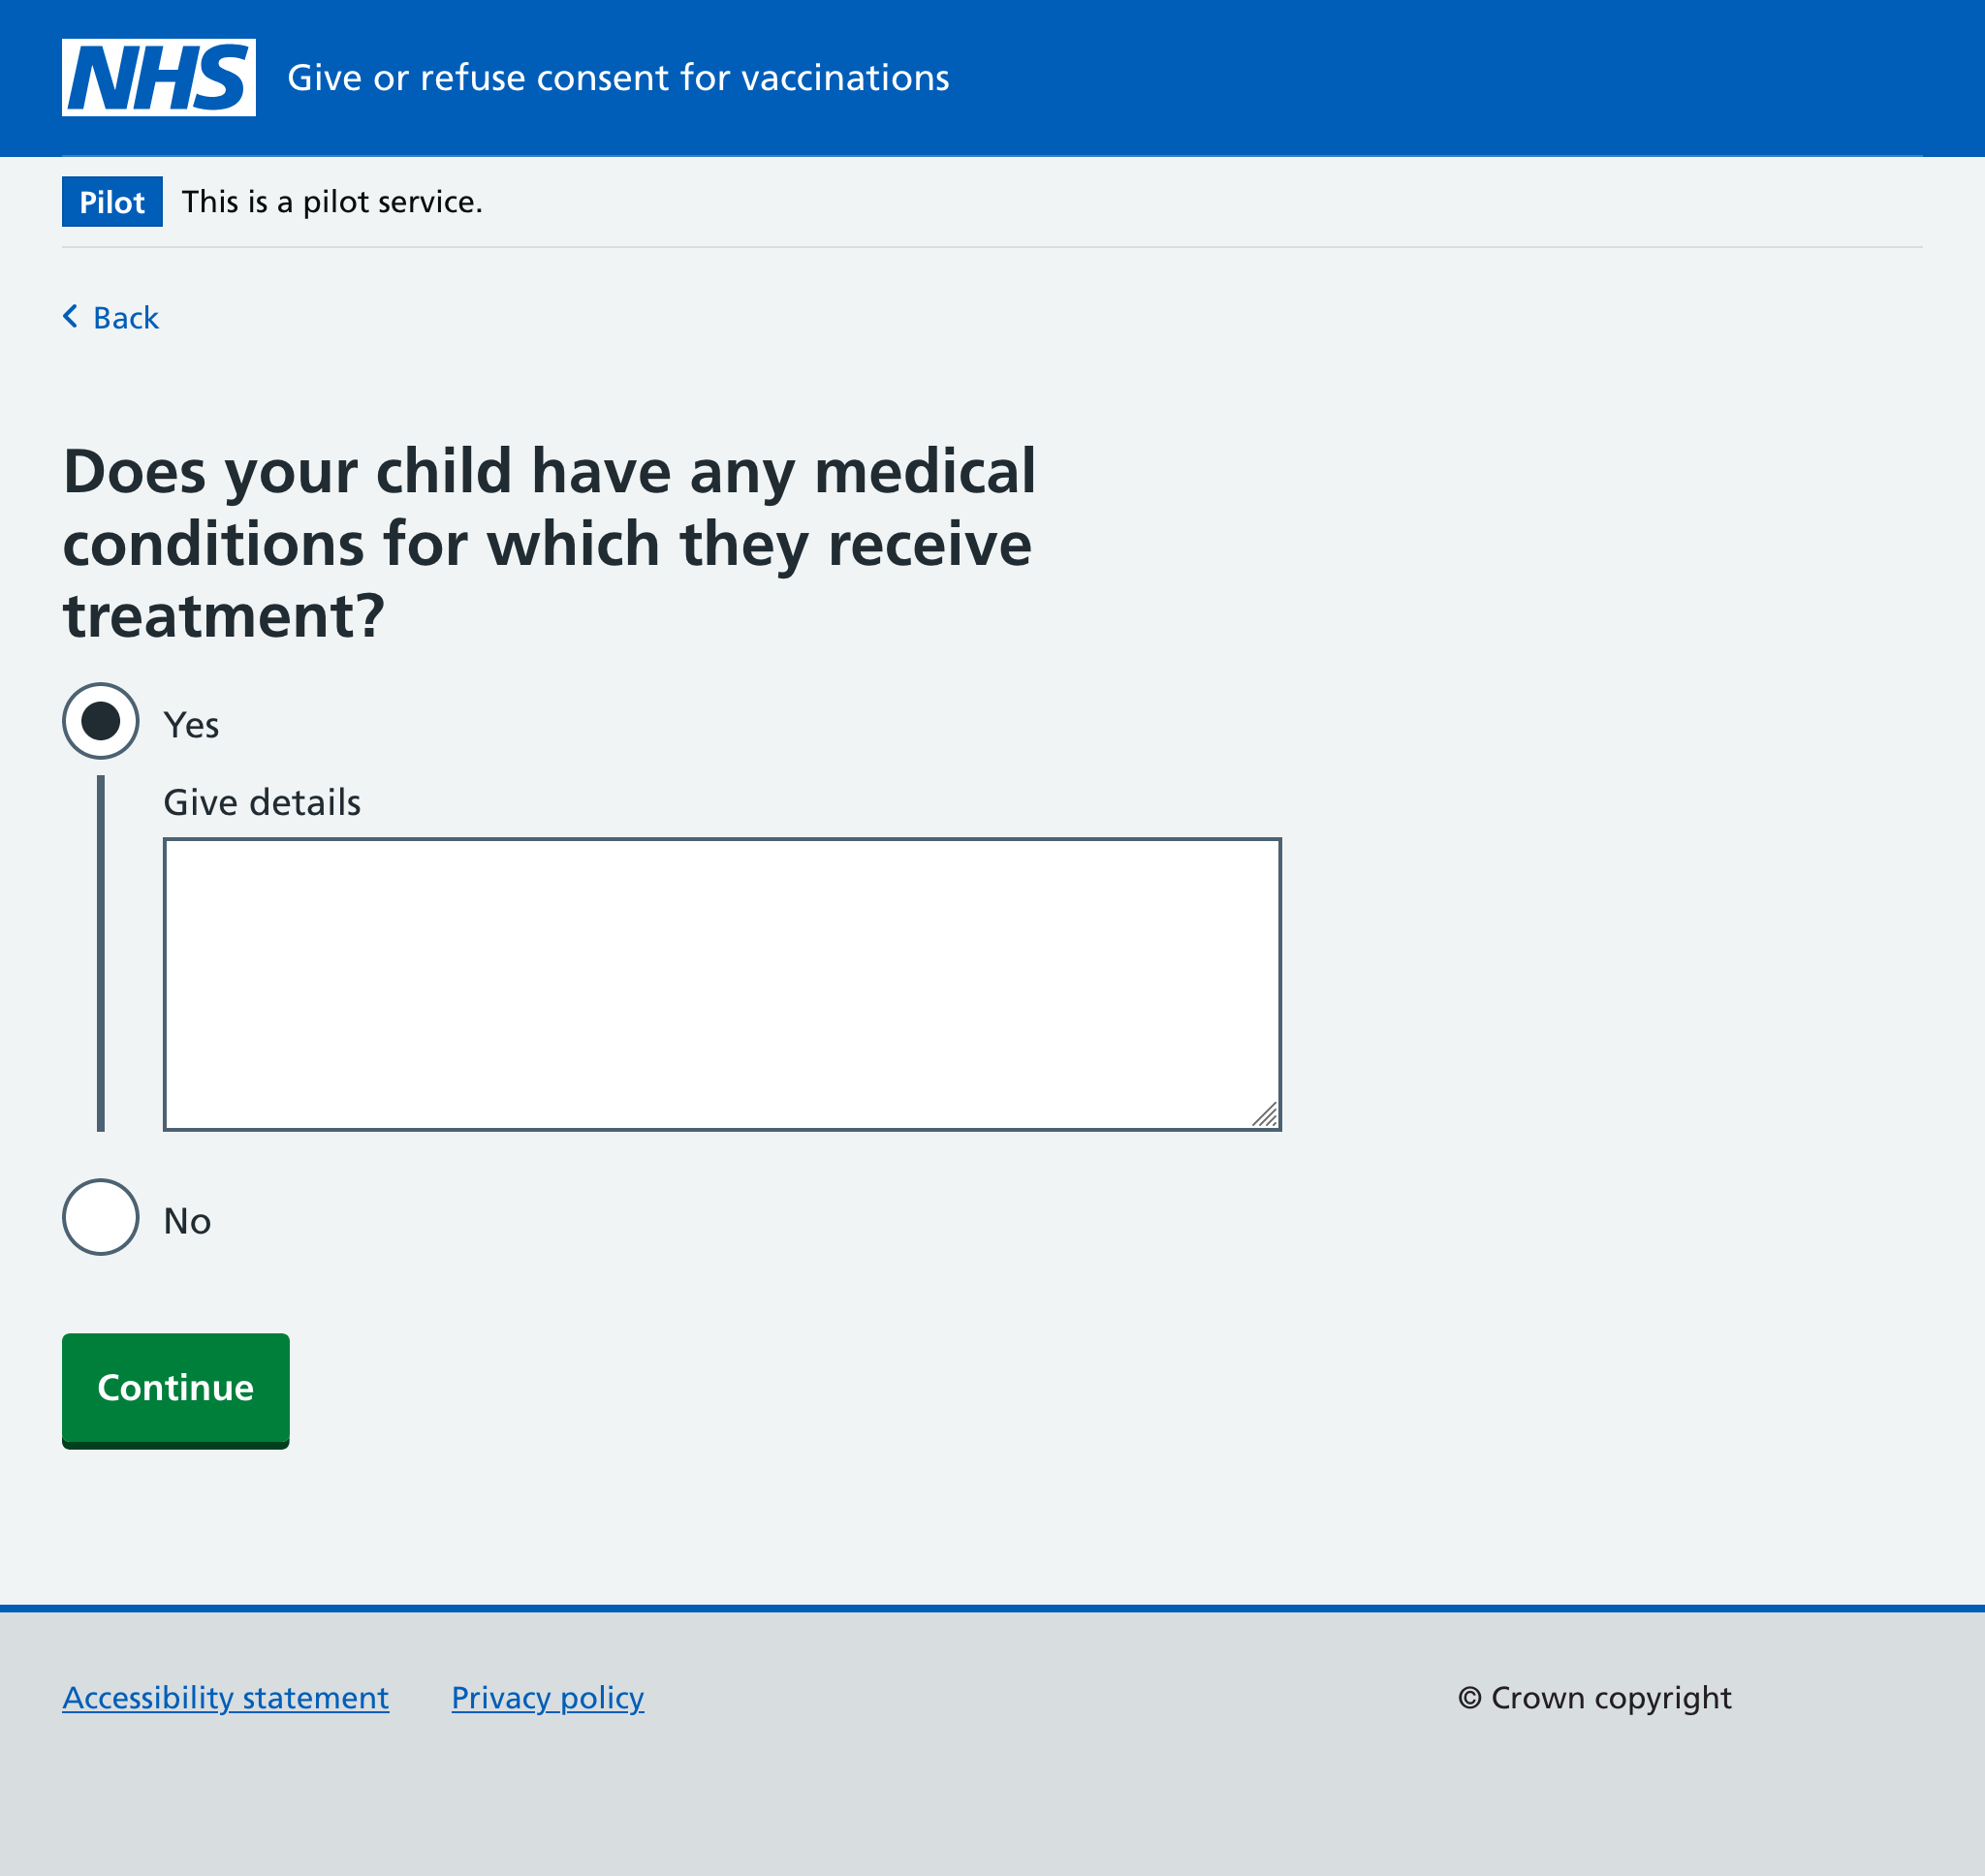 NHS Give or refuse consent for vaccinations
Pilot This is a pilot service.
Back
Does your child have any medical
conditions for which they receive
treatment?
Yes
Give details
No
Continue
Accessibility statement Privacy policy © Crown copyright